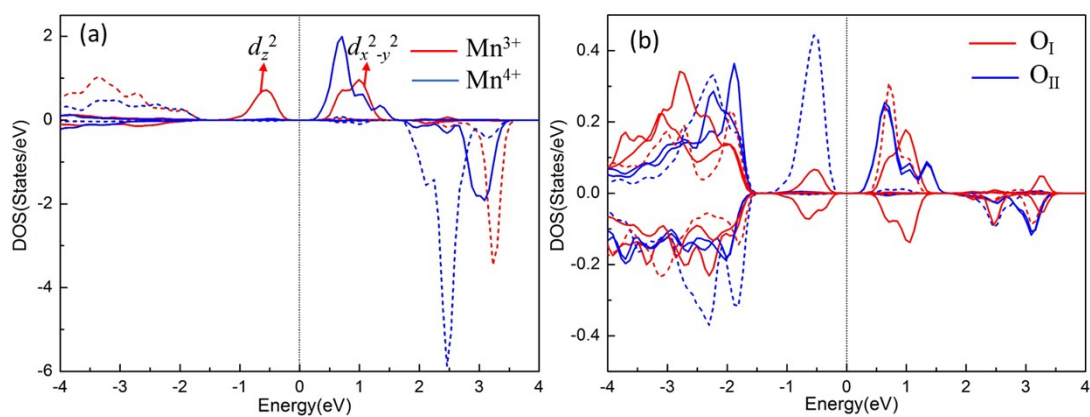 (a)
d_z^2
d_x^2-y^2
Mn3+
Mn4+
DOS(States/eV)
2
0
-2
-4
-6
-4 -3 -2 -1 0 1 2 3 4
Energy(eV)
(b)
O_I
O_II
DOS(States/eV)
0.4
0.2
0.0
0.2
0.4
-4 -3 -2 -1 0 1 2 3 4
Energy(eV)